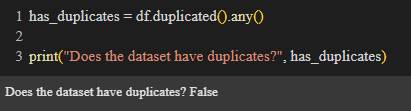 1 has_duplicates = df.duplicated().any()
2
3 print("Does the dataset have duplicates?", has_duplicates)
Does the dataset have duplicates? False